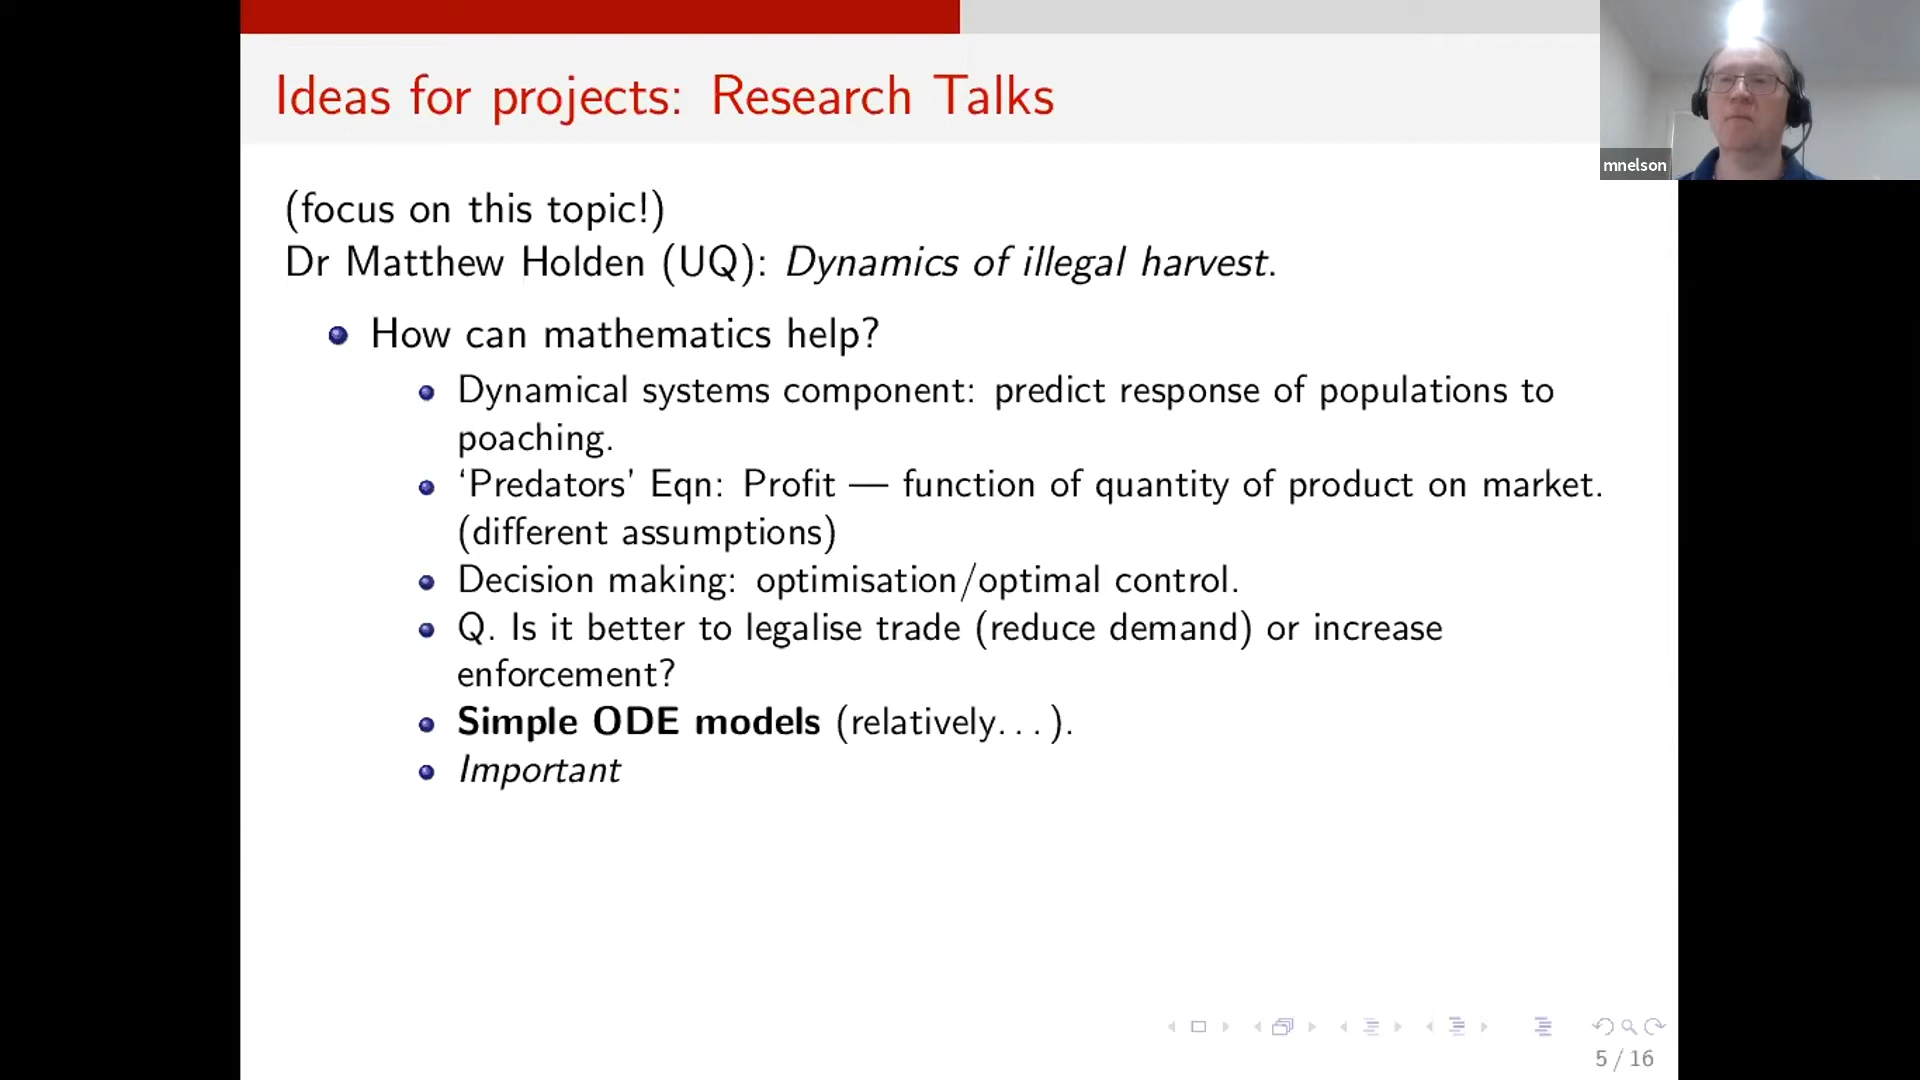 Ideas for projects: Research Talks
mnelson
(focus on this topic!)
Dr Matthew Holden (UQ): Dynamics of illegal harvest.
How can mathematics help?
Dynamical systems component: predict response of populations to
poaching.
‘Predators’ Eqn: Profit — function of quantity of product on market.
(different assumptions)
Decision making: optimisation/optimal control.
Q. Is it better to legalise trade (reduce demand) or increase
enforcement?
Simple ODE models (relatively. . . ).
Important
5 / 16